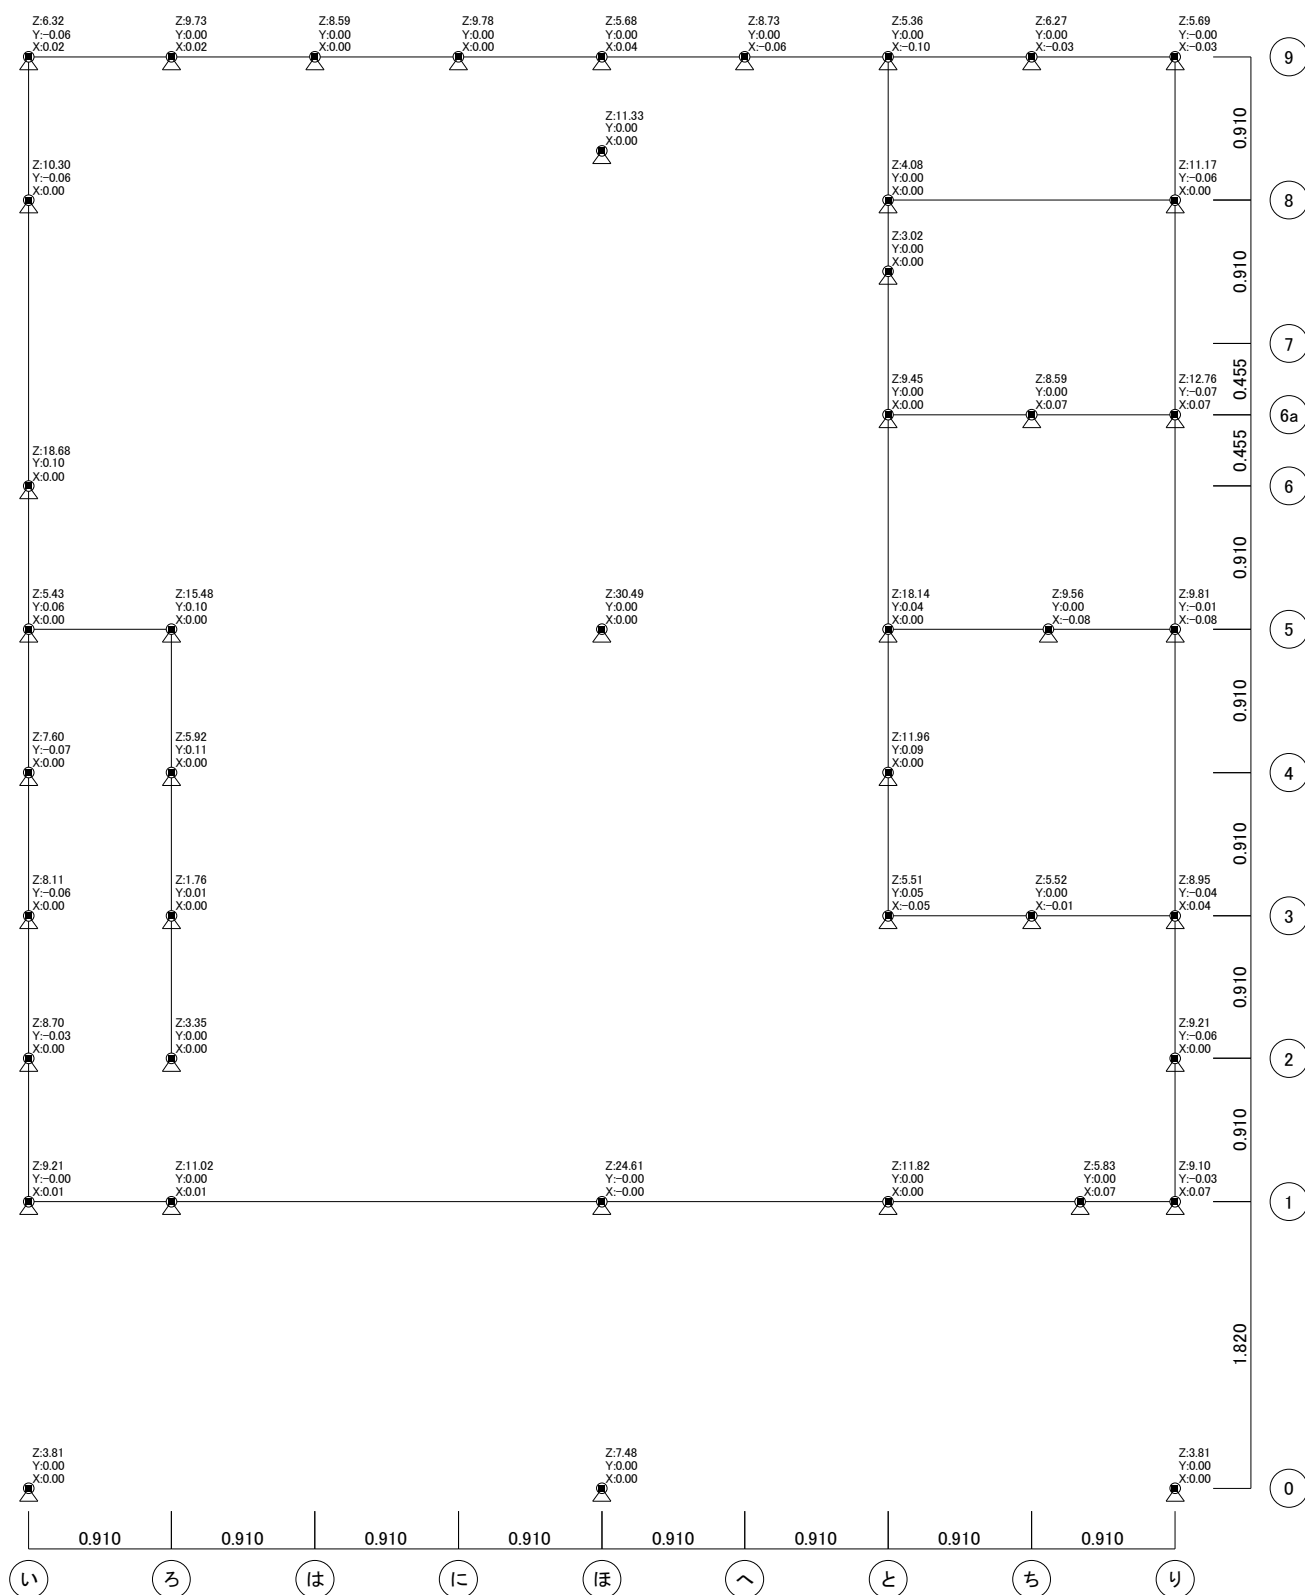 Z:6.32
Y:-0.06
X:0.02
Z:9.73
Y:0.00
X:0.02
Z:8.59
Y:0.00
X:0.00
Z:9.78
Y:0.00
X:0.00
Z:5.68
Y:0.00
X:0.04
Z:8.73
Y:0.00
X:-0.06
Z:5.36
Y:0.00
X:-0.10
Z:6.27
Y:0.00
X:-0.03
Z:5.69
Y:-0.00
X:-0.03
9
0.910
Z:11.33
Y:0.00
X:0.00
Z:10.30
Y:-0.06
X:0.00
Z:4.08
Y:0.00
X:0.00
Z:11.17
Y:-0.06
X:0.00
8
Z:3.02
Y:0.00
X:0.00
0.910
7
0.455
Z:9.45
Y:0.00
X:0.00
Z:8.59
Y:0.00
X:0.07
Z:12.76
Y:-0.07
X:0.07
6a
0.455
Z:18.68
Y:0.10
X:0.00
6
0.910
Z:5.43
Y:0.06
X:0.00
Z:15.48
Y:0.10
X:0.00
Z:30.49
Y:0.00
X:0.00
Z:18.14
Y:0.04
X:0.00
Z:9.56
Y:0.00
X:-0.08
Z:9.81
Y:-0.01
X:-0.08
5
0.910
Z:7.60
Y:-0.07
X:0.00
Z:5.92
Y:0.11
X:0.00
Z:11.96
Y:0.09
X:0.00
4
0.910
Z:8.11
Y:-0.06
X:0.00
Z:1.76
Y:0.01
X:0.00
Z:5.51
Y:0.05
X:-0.05
Z:5.52
Y:0.00
X:-0.01
Z:8.95
Y:-0.04
X:0.04
3
0.910
Z:8.70
Y:-0.03
X:0.00
Z:3.35
Y:0.00
X:0.00
Z:9.21
Y:-0.06
X:0.00
2
0.910
Z:9.21
Y:-0.00
X:0.01
Z:11.02
Y:0.00
X:0.01
Z:24.61
Y:-0.00
X:-0.00
Z:11.82
Y:0.00
X:0.00
Z:5.83
Y:0.00
X:0.07
Z:9.10
Y:-0.03
X:0.07
1
1.820
Z:3.81
Y:0.00
X:0.00
Z:7.48
Y:0.00
X:0.00
Z:3.81
Y:0.00
X:0.00
0
0.910 0.910 0.910 0.910 0.910 0.910 0.910 0.910
い ろ は に ほ へ と ち り